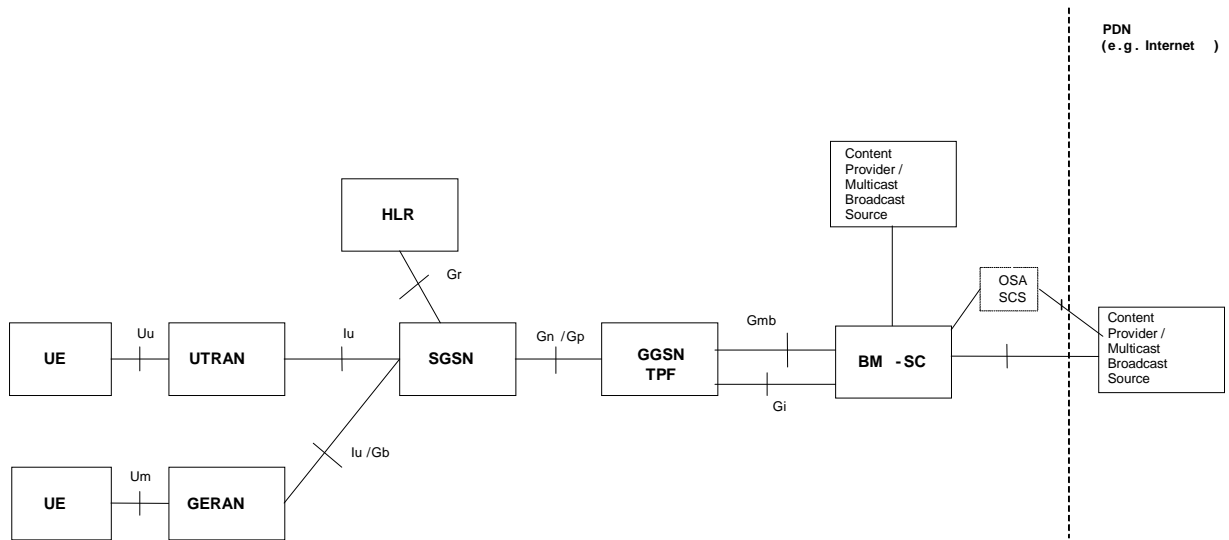 PDN
(e.g. Internet )
Content
Provider /
Multicast
Broadcast
Source
HLR
Gr
OSA
SCS
UE
Uu
UTRAN
Iu
SGSN
Gn /Gp
GGSN
TPF
Gmb
Gi
BM -SC
Content
Provider /
Multicast
Broadcast
Source
Iu /Gb
UE
Um
GERAN